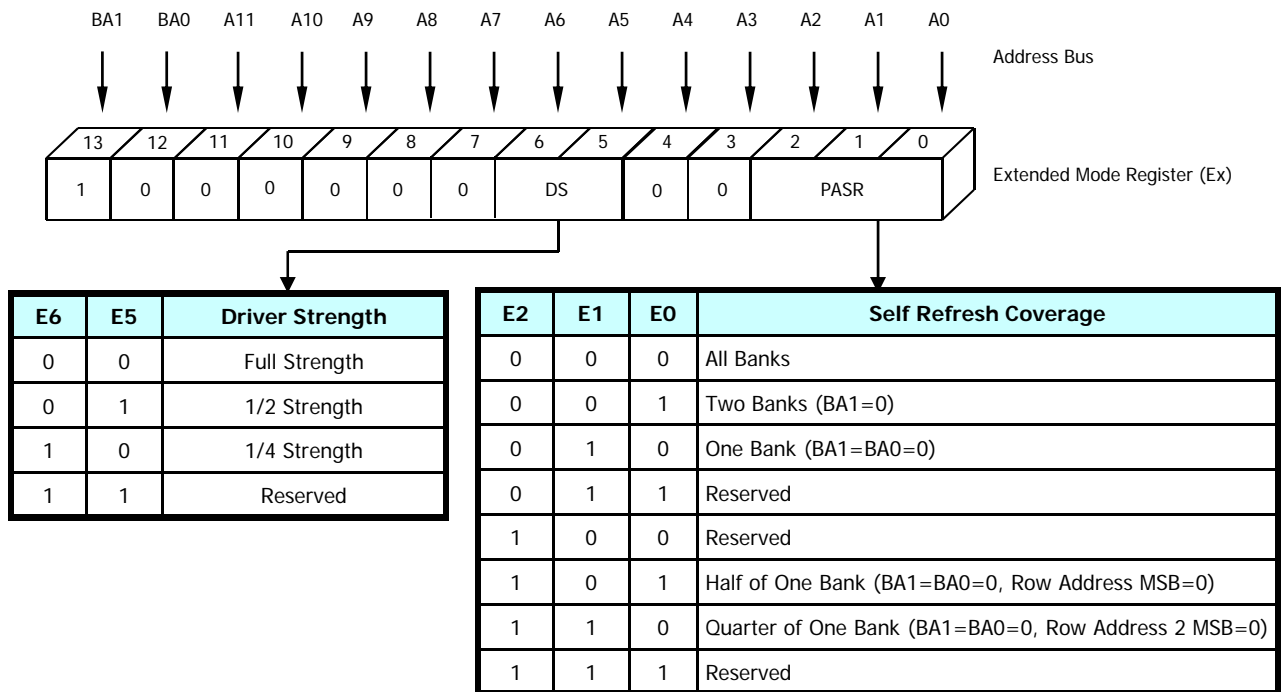 BA1 BA0 A11 A10 A9 A8 A7 A6 A5 A4 A3 A2 A1 A0
Address Bus
13 12 11 10 9 8 7 6 5 4 3 2 1 0
1 0 0 0 0 0 0 DS 0 0 PASR
Extended Mode Register (Ex)
E6 E5 Driver Strength
0 0 Full Strength
0 1 1/2 Strength
1 0 1/4 Strength
1 1 Reserved
E2 E1 E0 Self Refresh Coverage
0 0 0 All Banks
0 0 1 Two Banks (BA1=0)
0 1 0 One Bank (BA1=BA0=0)
0 1 1 Reserved
1 0 0 Reserved
1 0 1 Half of One Bank (BA1=BA0=0, Row Address MSB=0)
1 1 0 Quarter of One Bank (BA1=BA0=0, Row Address 2 MSB=0)
1 1 1 Reserved